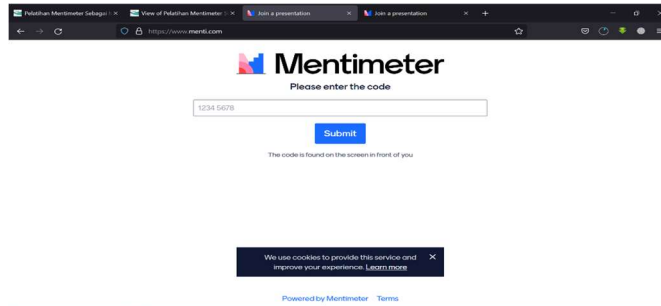 Pelatihan Mentimeter Sebagai
View of Pelatihan Mentimeter
Join a presentation
Join a presentation
https://www.menti.com
Mentimeter
Please enter the code
1234 5678
Submit
The code is found on the screen in front of you
We use cookies to provide this service and
improve your experience. Learn more
Powered by Mentimeter Terms